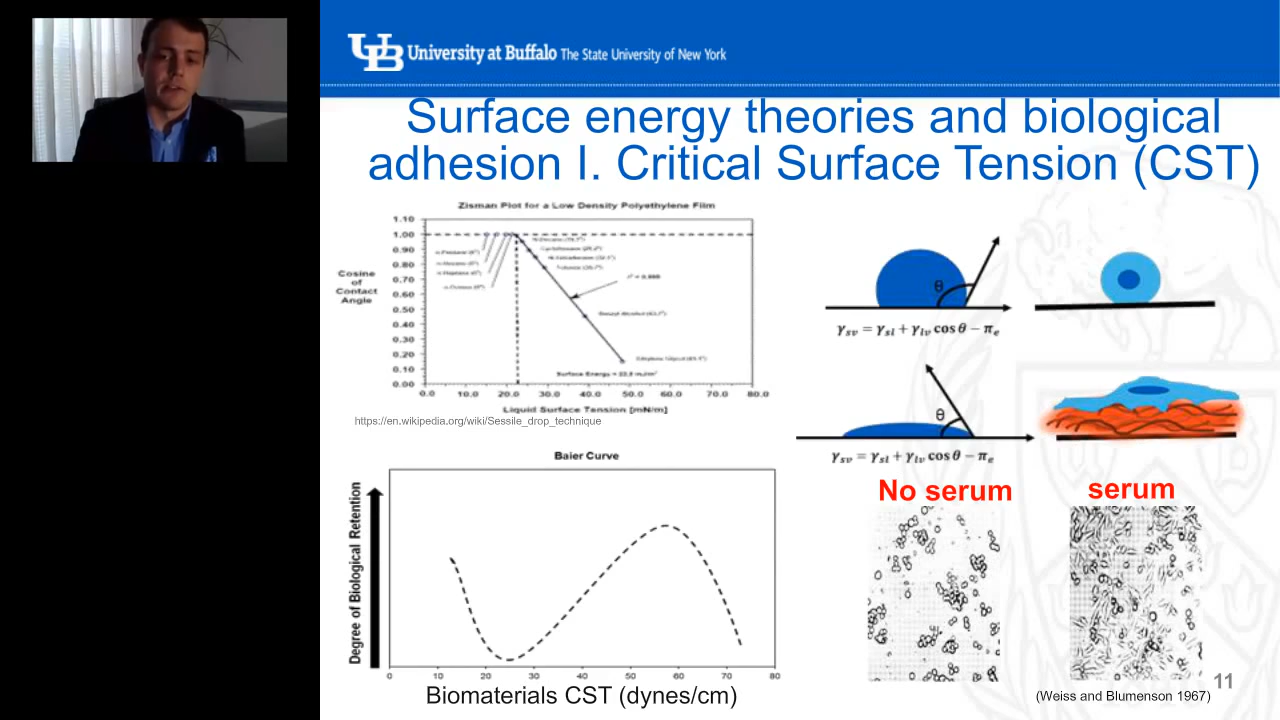 University at Buffalo The State University of New York
Surface energy theories and biological
adhesion I. Critical Surface Tension (CST)
Zisman Plot for a Low Density Polyethylene Film
Cosine
of
Contact
Angle
1.10
1.00
0.90
0.80
0.70
0.60
0.50
0.40
0.30
0.20
0.10
0.00
0.0 10.0 20.0 30.0 40.0 50.0 60.0 70.0 80.0
Liquid Surface Tension [mN/m]
https://en.wikipedia.org/wiki/Sessile_drop_technique
θ
γsv = γsl + γlv cos θ − πe
θ
γsv = γsl + γlv cos θ − πe
Baier Curve
Degree of Biological Retention
0 10 20 30 40 50 60 70 80
Biomaterials CST (dynes/cm)
No serum
serum
(Weiss and Blumenson 1967)
11